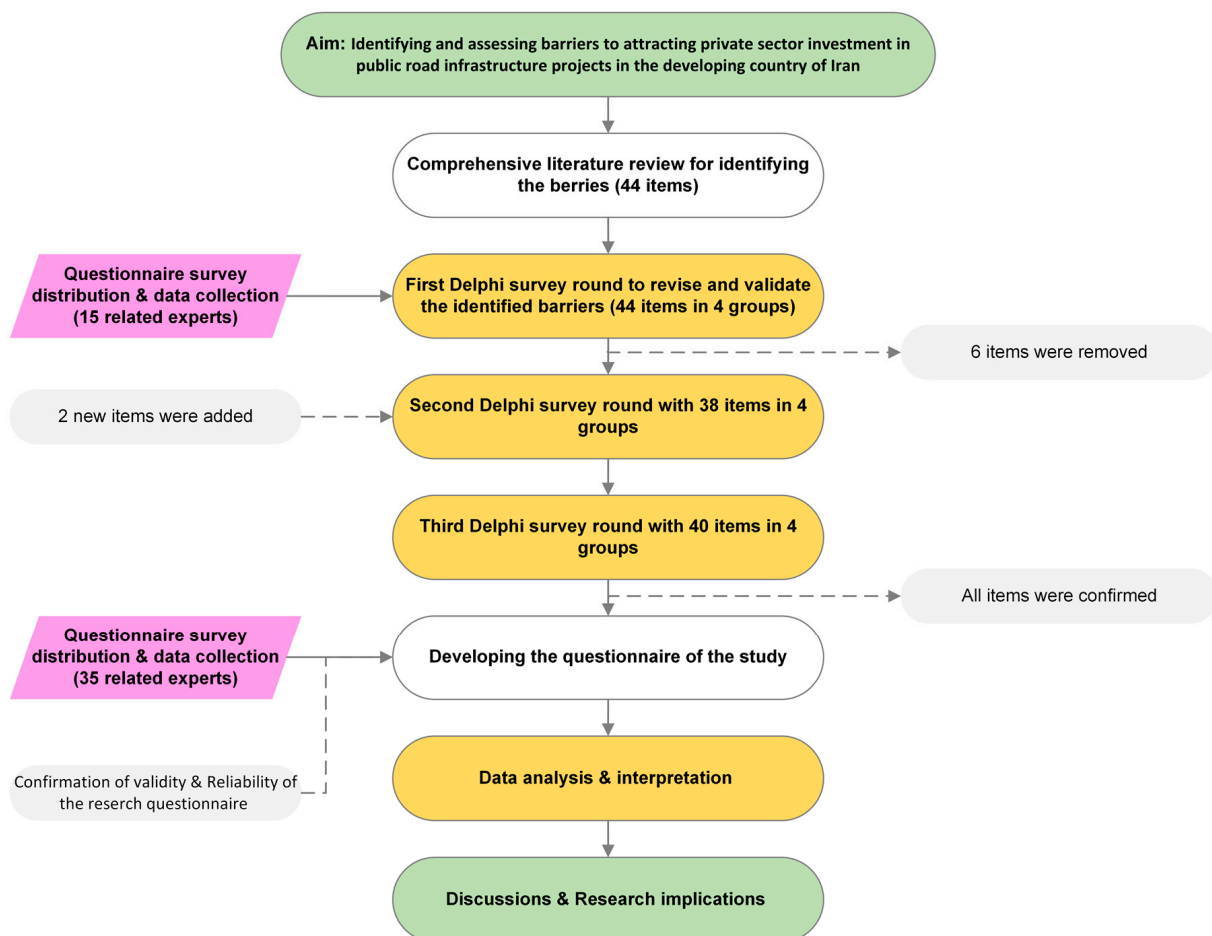 Aim: Identifying and assessing barriers to attracting private sector investment in
public road infrastructure projects in the developing country of Iran
Comprehensive literature review for identifying
the berries (44 items)
Questionnaire survey
distribution & data collection
(15 related experts)
First Delphi survey round to revise and validate
the identified barriers (44 items in 4 groups)
6 items were removed
2 new items were added
Second Delphi survey round with 38 items in 4
groups
Third Delphi survey round with 40 items in 4
groups
All items were confirmed
Questionnaire survey
distribution & data collection
(35 related experts)
Developing the questionnaire of the study
Confirmation of validity & Reliability of
the reserch questionnaire
Data analysis & interpretation
Discussions & Research implications